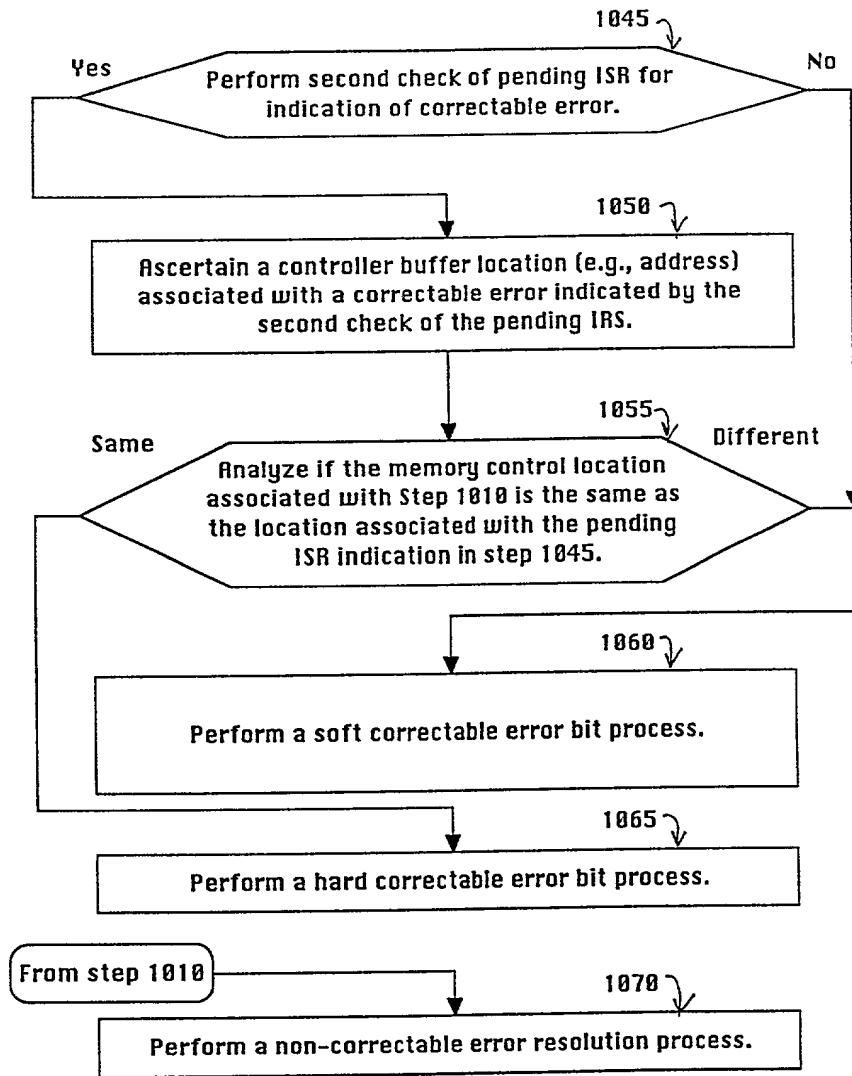 1045
Yes
No
Perform second check of pending ISR for
indication of correctable error.
1050
Ascertain a controller buffer location (e.g., address)
associated with a correctable error indicated by the
second check of the pending IRS.
1055
Same
Different
Analyze if the memory control location
associated with Step 1010 is the same as
the location associated with the pending
ISR indication in step 1045.
1060
Perform a soft correctable error bit process.
1065
Perform a hard correctable error bit process.
From step 1010
1070
Perform a non-correctable error resolution process.